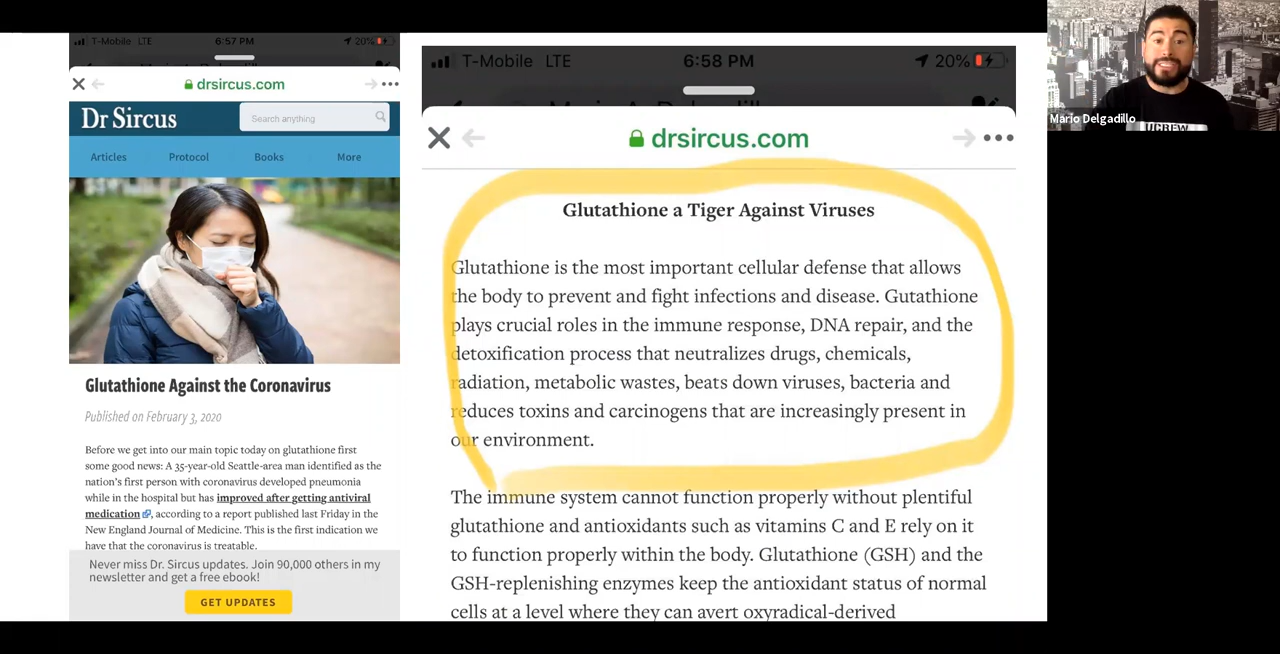 T-Mobile LTE
6:57 PM
20%
drsircus.com
Dr Sircus
Search anything
Articles
Protocol
Books
More
Glutathione Against the Coronavirus
Published on February 3, 2020
Before we get into our main topic today on glutathione first
some good news: A 35-year-old Seattle-area man identified as the
nation's first person with coronavirus developed pneumonia
while in the hospital but has improved after getting antiviral
medication, according to a report published last Friday in the
New England Journal of Medicine. This is the first indication we
have that the coronavirus is treatable.
Never miss Dr. Sircus updates. Join 90,000 others in my
newsletter and get a free ebook!
GET UPDATES
T-Mobile LTE
6:58 PM
20%
drsircus.com
Glutathione a Tiger Against Viruses
Glutathione is the most important cellular defense that allows
the body to prevent and fight infections and disease. Gutathione
plays crucial roles in the immune response, DNA repair, and the
detoxification process that neutralizes drugs, chemicals,
radiation, metabolic wastes, beats down viruses, bacteria and
reduces toxins and carcinogens that are increasingly present in
our environment.
The immune system cannot function properly without plentiful
glutathione and antioxidants such as vitamins C and E rely on it
to function properly within the body. Glutathione (GSH) and the
GSH-replenishing enzymes keep the antioxidant status of normal
cells at a level where they can avert oxyradical-derived
Mario Delgadillo
UCREW